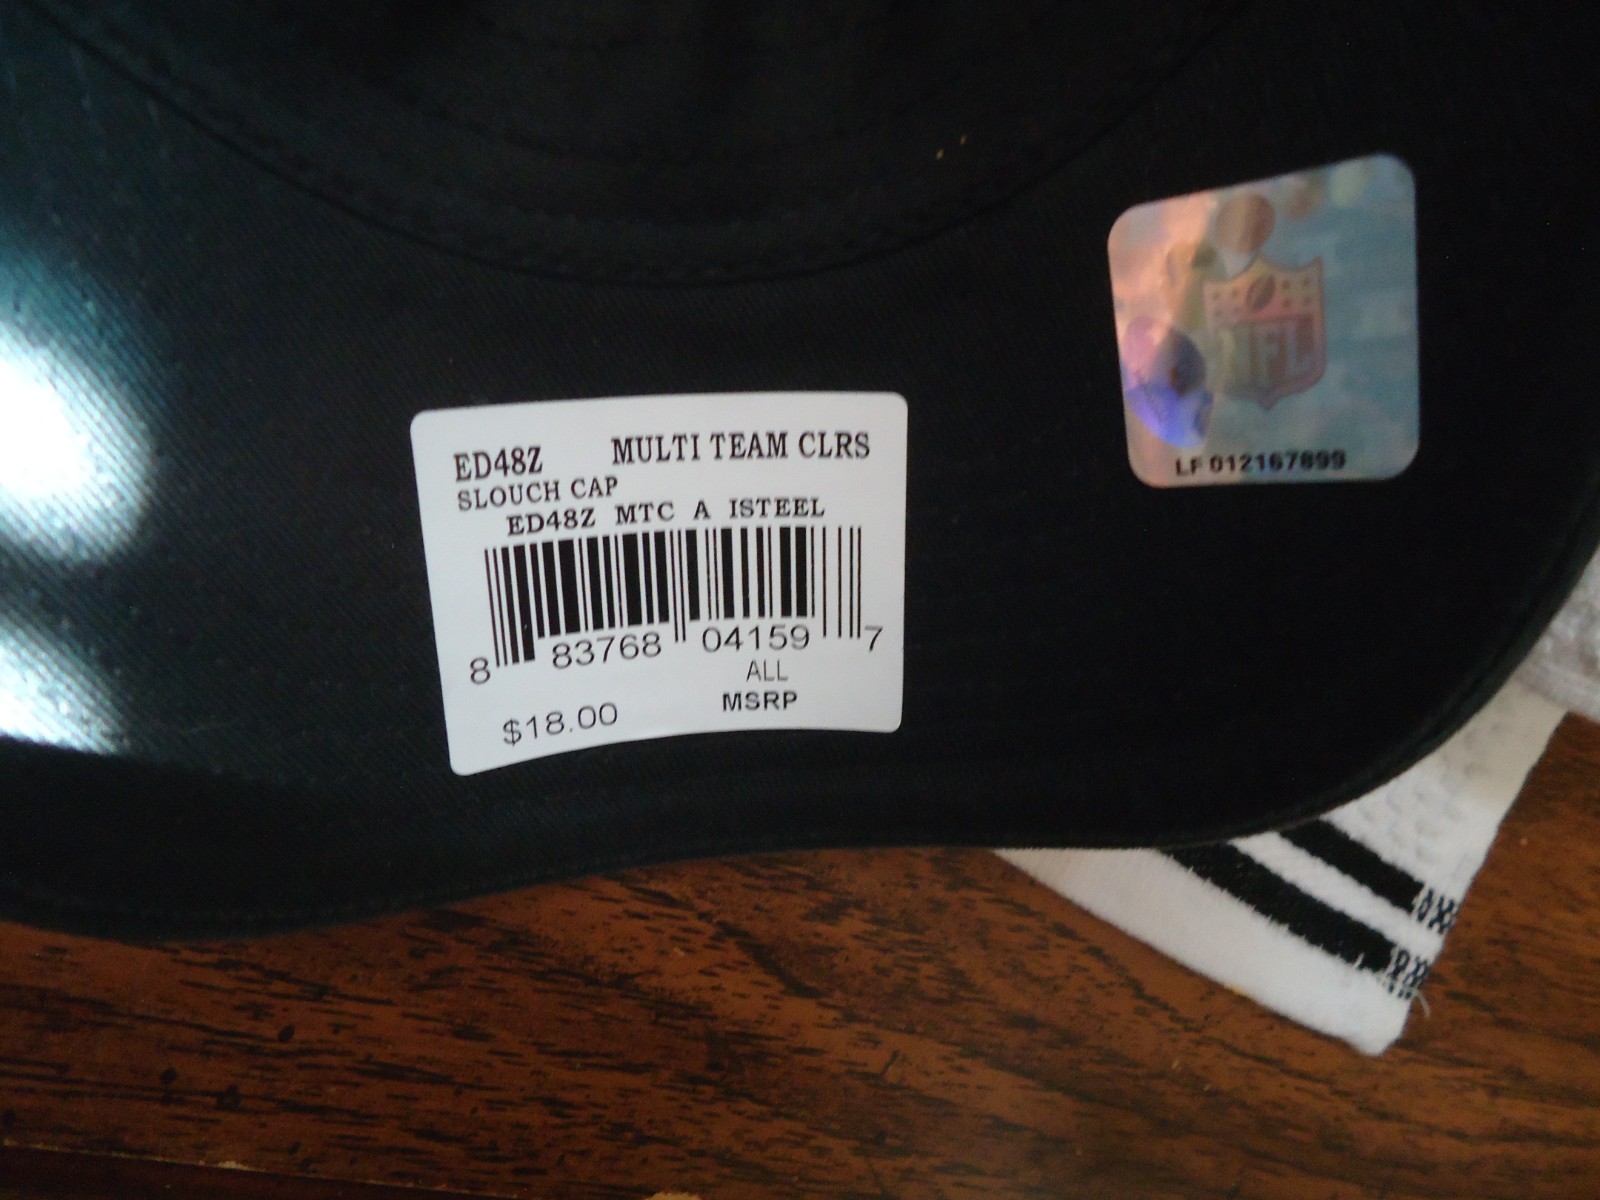 ED48Z MULTI TEAM CLRS
SLOUCH CAP
ED48Z MTC A ISTEEL
8 83768 04159 7
ALL
$18.00 MSRP
NFL
LF 012167899